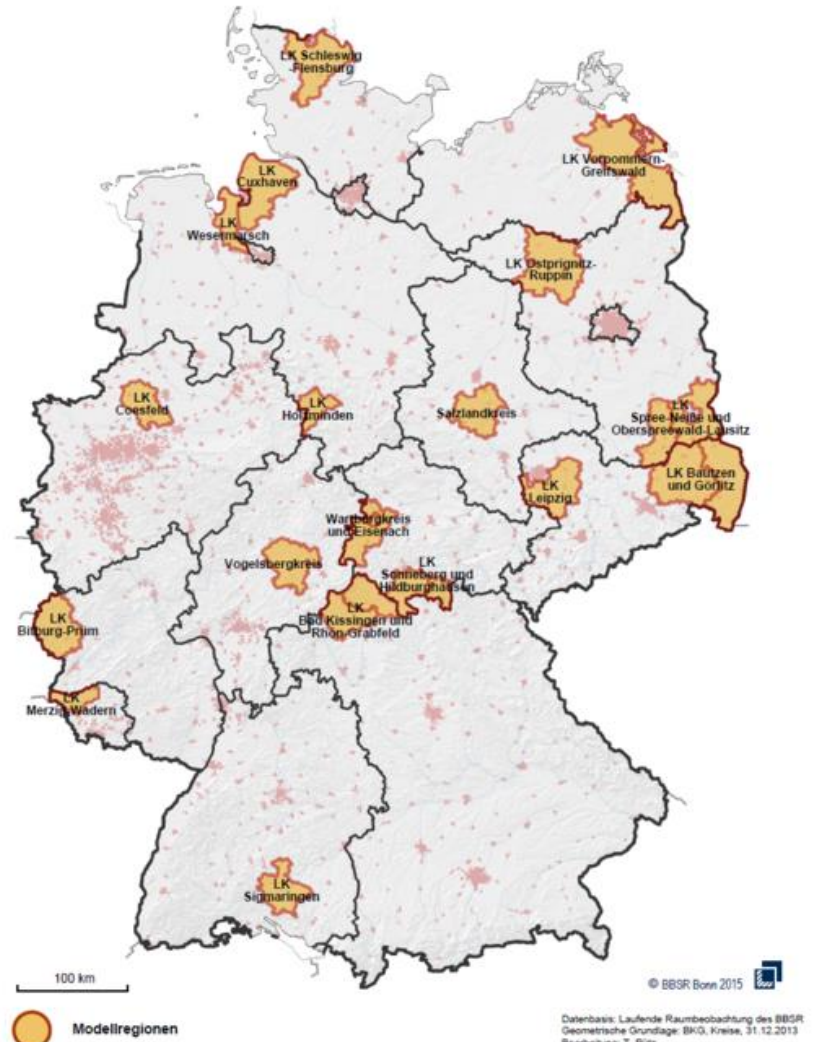 LK Schleswig
-Flensburg
LK
Cuxhaven
LK Vorpommern-
Greifswald
LK
Wesermarsch
LK Ostprignitz-
Ruppin
LK
Coesfeld
LK
Holzminden
Salzlandkreis
LK
Spree-Neiße und
Oberspreewald-Lausitz
LK
Leipzig
LK Bautzen
und Görlitz
Wartburgkreis
und Eisenach
Vogelsbergkreis
LK
Sonneberg und
Hildburghausen
LK
Bad Kissingen und
Rhön-Grabfeld
LK
Bitburg-Prüm
LK
Merzig-Wadern
LK
Sigmaringen
100 km
© BBSR Bonn 2015
Modellregionen
Datenbasis: Laufende Raumbeobachtung des BBSR
Geometrische Grundlage: BKG, Kreise, 31.12.2013